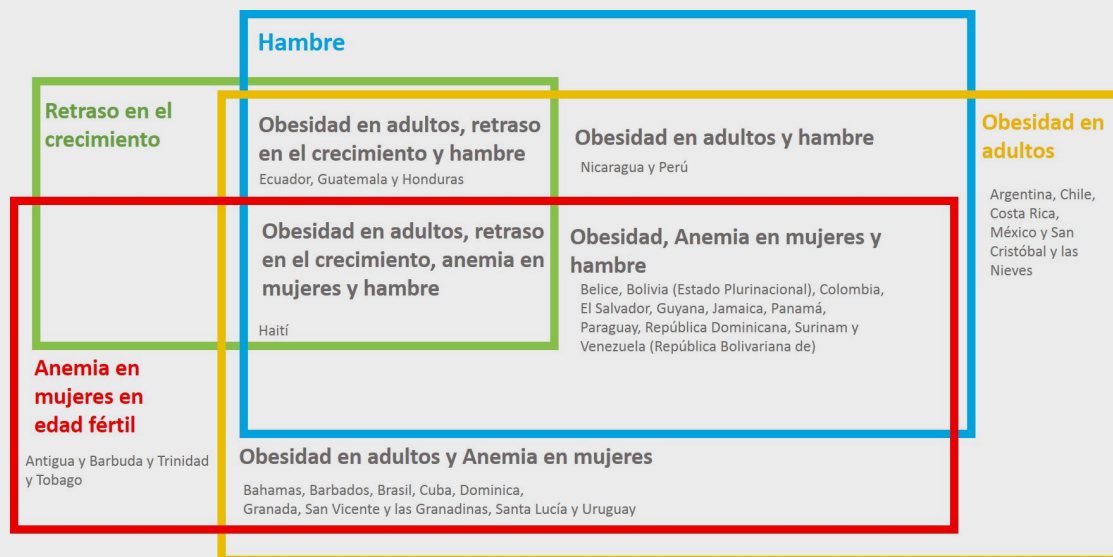 Hambre
Retraso en el
crecimiento
Obesidad en adultos, retraso
en el crecimiento y hambre
Ecuador, Guatemala y Honduras
Obesidad en adultos y hambre
Nicaragua y Perú
Obesidad en
adultos
Argentina, Chile,
Costa Rica,
México y San
Cristóbal y las
Nieves
Obesidad en adultos, retraso
en el crecimiento, anemia en
mujeres y hambre
Haití
Obesidad, Anemia en mujeres y
hambre
Belice, Bolivia (Estado Plurinacional), Colombia,
El Salvador, Guyana, Jamaica, Panamá,
Paraguay, República Dominicana, Surinam y
Venezuela (República Bolivariana de)
Anemia en
mujeres en
edad fértil
Antigua y Barbuda y Trinidad
y Tobago
Obesidad en adultos y Anemia en mujeres
Bahamas, Barbados, Brasil, Cuba, Dominica,
Granada, San Vicente y las Granadinas, Santa Lucía y Uruguay